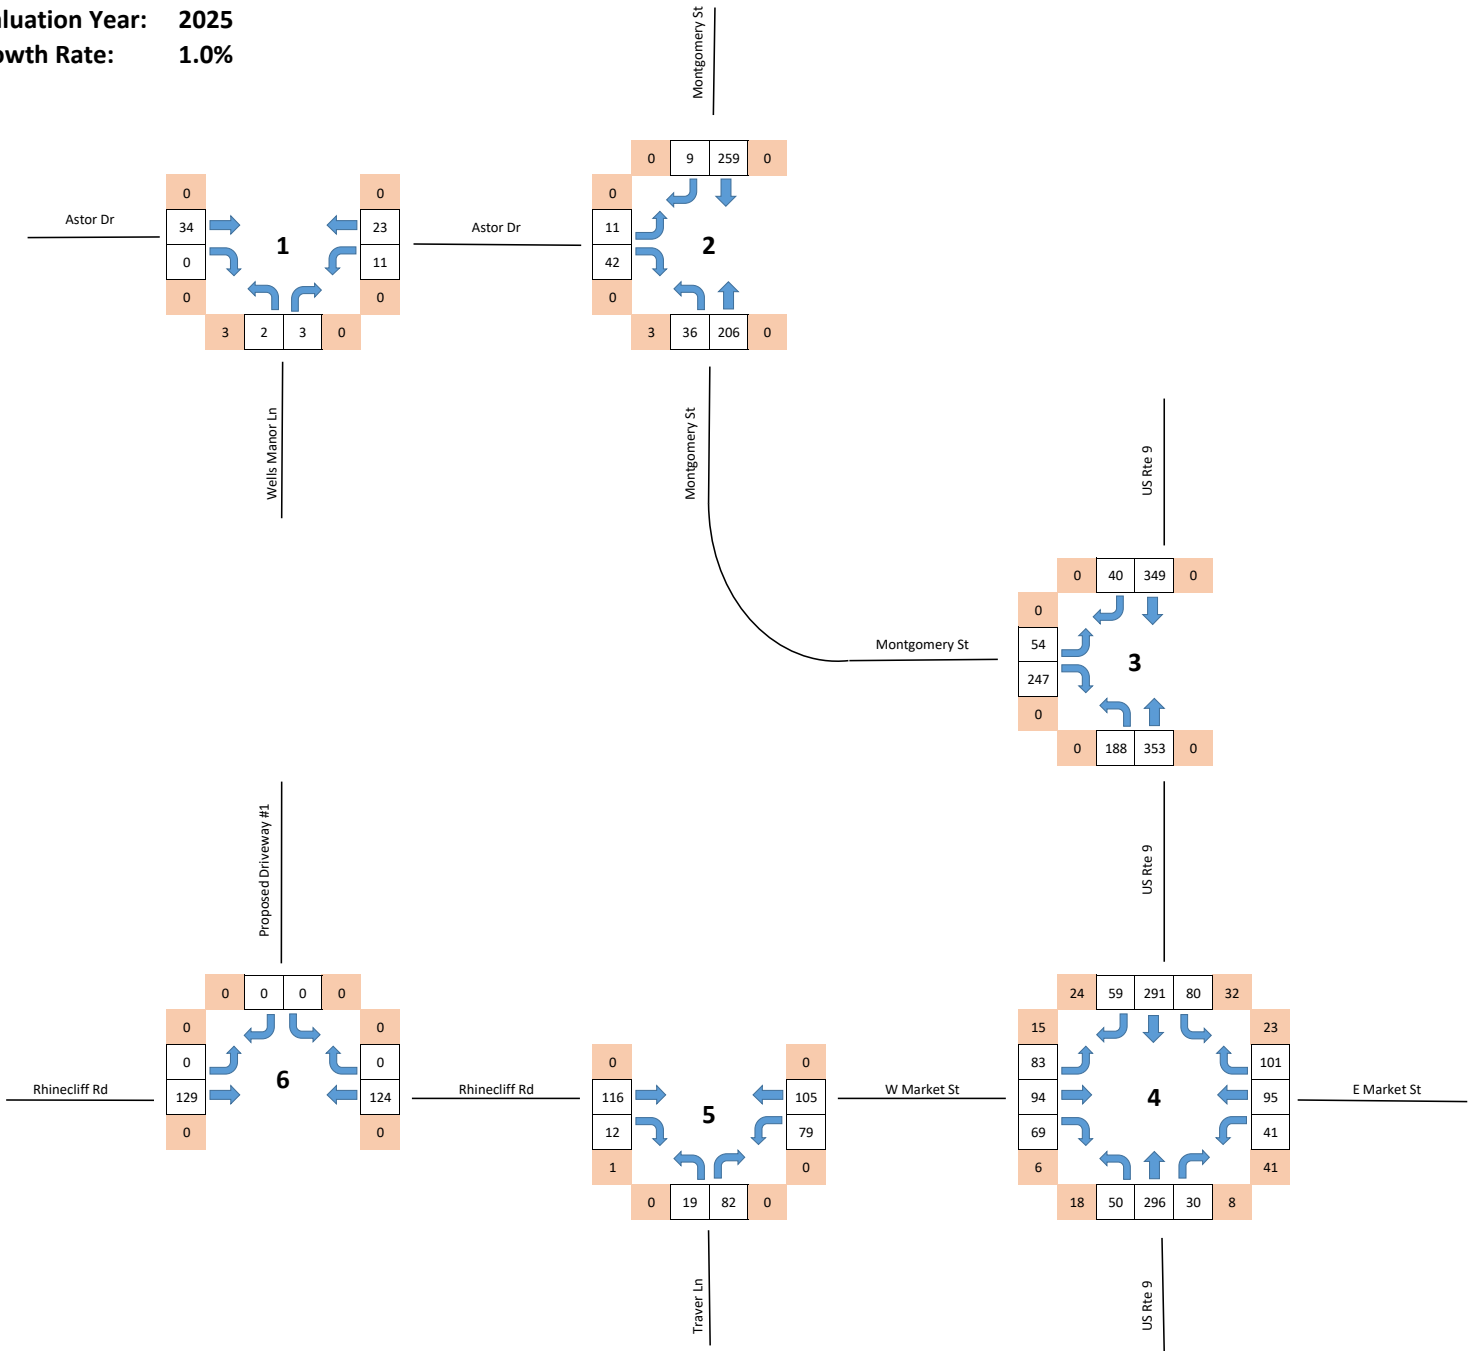 luation Year: 2025
owth Rate: 1.0%
Montgomery St
0 9 259 0
0 0 0
Astor Dr 34 23 Astor Dr 11
1 2
0 11 42
0 0 0
3 2 3 0 3 36 206 0
Wells Manor Ln
Montgomery St
US Rte 9
0 40 349 0
0
54
Montgomery St 3
247
0
0 188 353 0
Proposed Driveway #1
US Rte 9
0 0 0 0 24 59 291 80 32
0 0 15 23
0 0 0 0 83 101
6
Rhinecliff Rd 129 124 Rhinecliff Rd 116 105 W Market St 94 4 95 E Market St
5
0 0 12 79 69 41
1 0 6 41
0 19 82 0 18 50 296 30 8
Traver Ln
US Rte 9